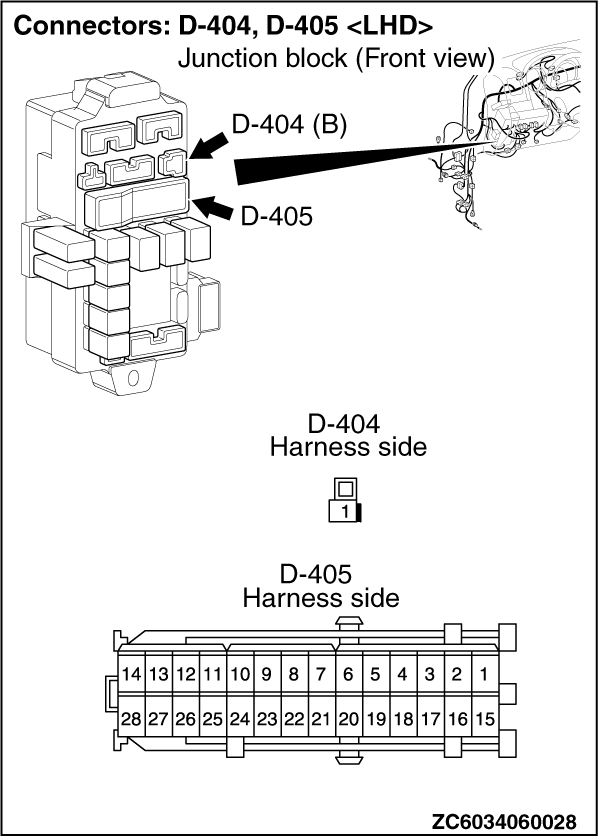 Connectors: D-404, D-405 <LHD>
Junction block (Front view)
D-404 (B)
D-405
D-404
Harness side
1
D-405
Harness side
14 13 12 11 10 9 8 7 6 5 4 3 2 1
28 27 26 25 24 23 22 21 20 19 18 17 16 15
ZC6034060028